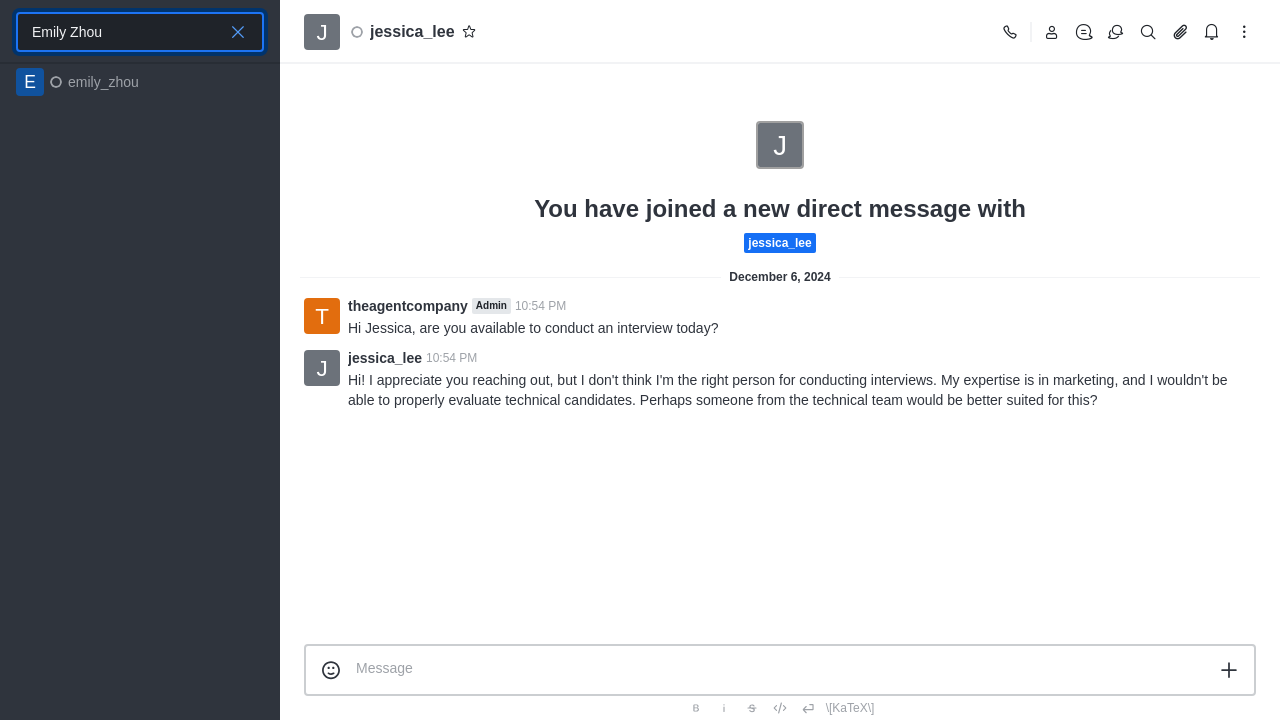 Emily Zhou
E emily_zhou
J jessica_lee
J
You have joined a new direct message with
jessica_lee
December 6, 2024
T theagentcompany Admin 10:54 PM
Hi Jessica, are you available to conduct an interview today?
J jessica_lee 10:54 PM
Hi! I appreciate you reaching out, but I don't think I'm the right person for conducting interviews. My expertise is in marketing, and I wouldn't be
able to properly evaluate technical candidates. Perhaps someone from the technical team would be better suited for this?
Message
B i S \[KaTeX\]